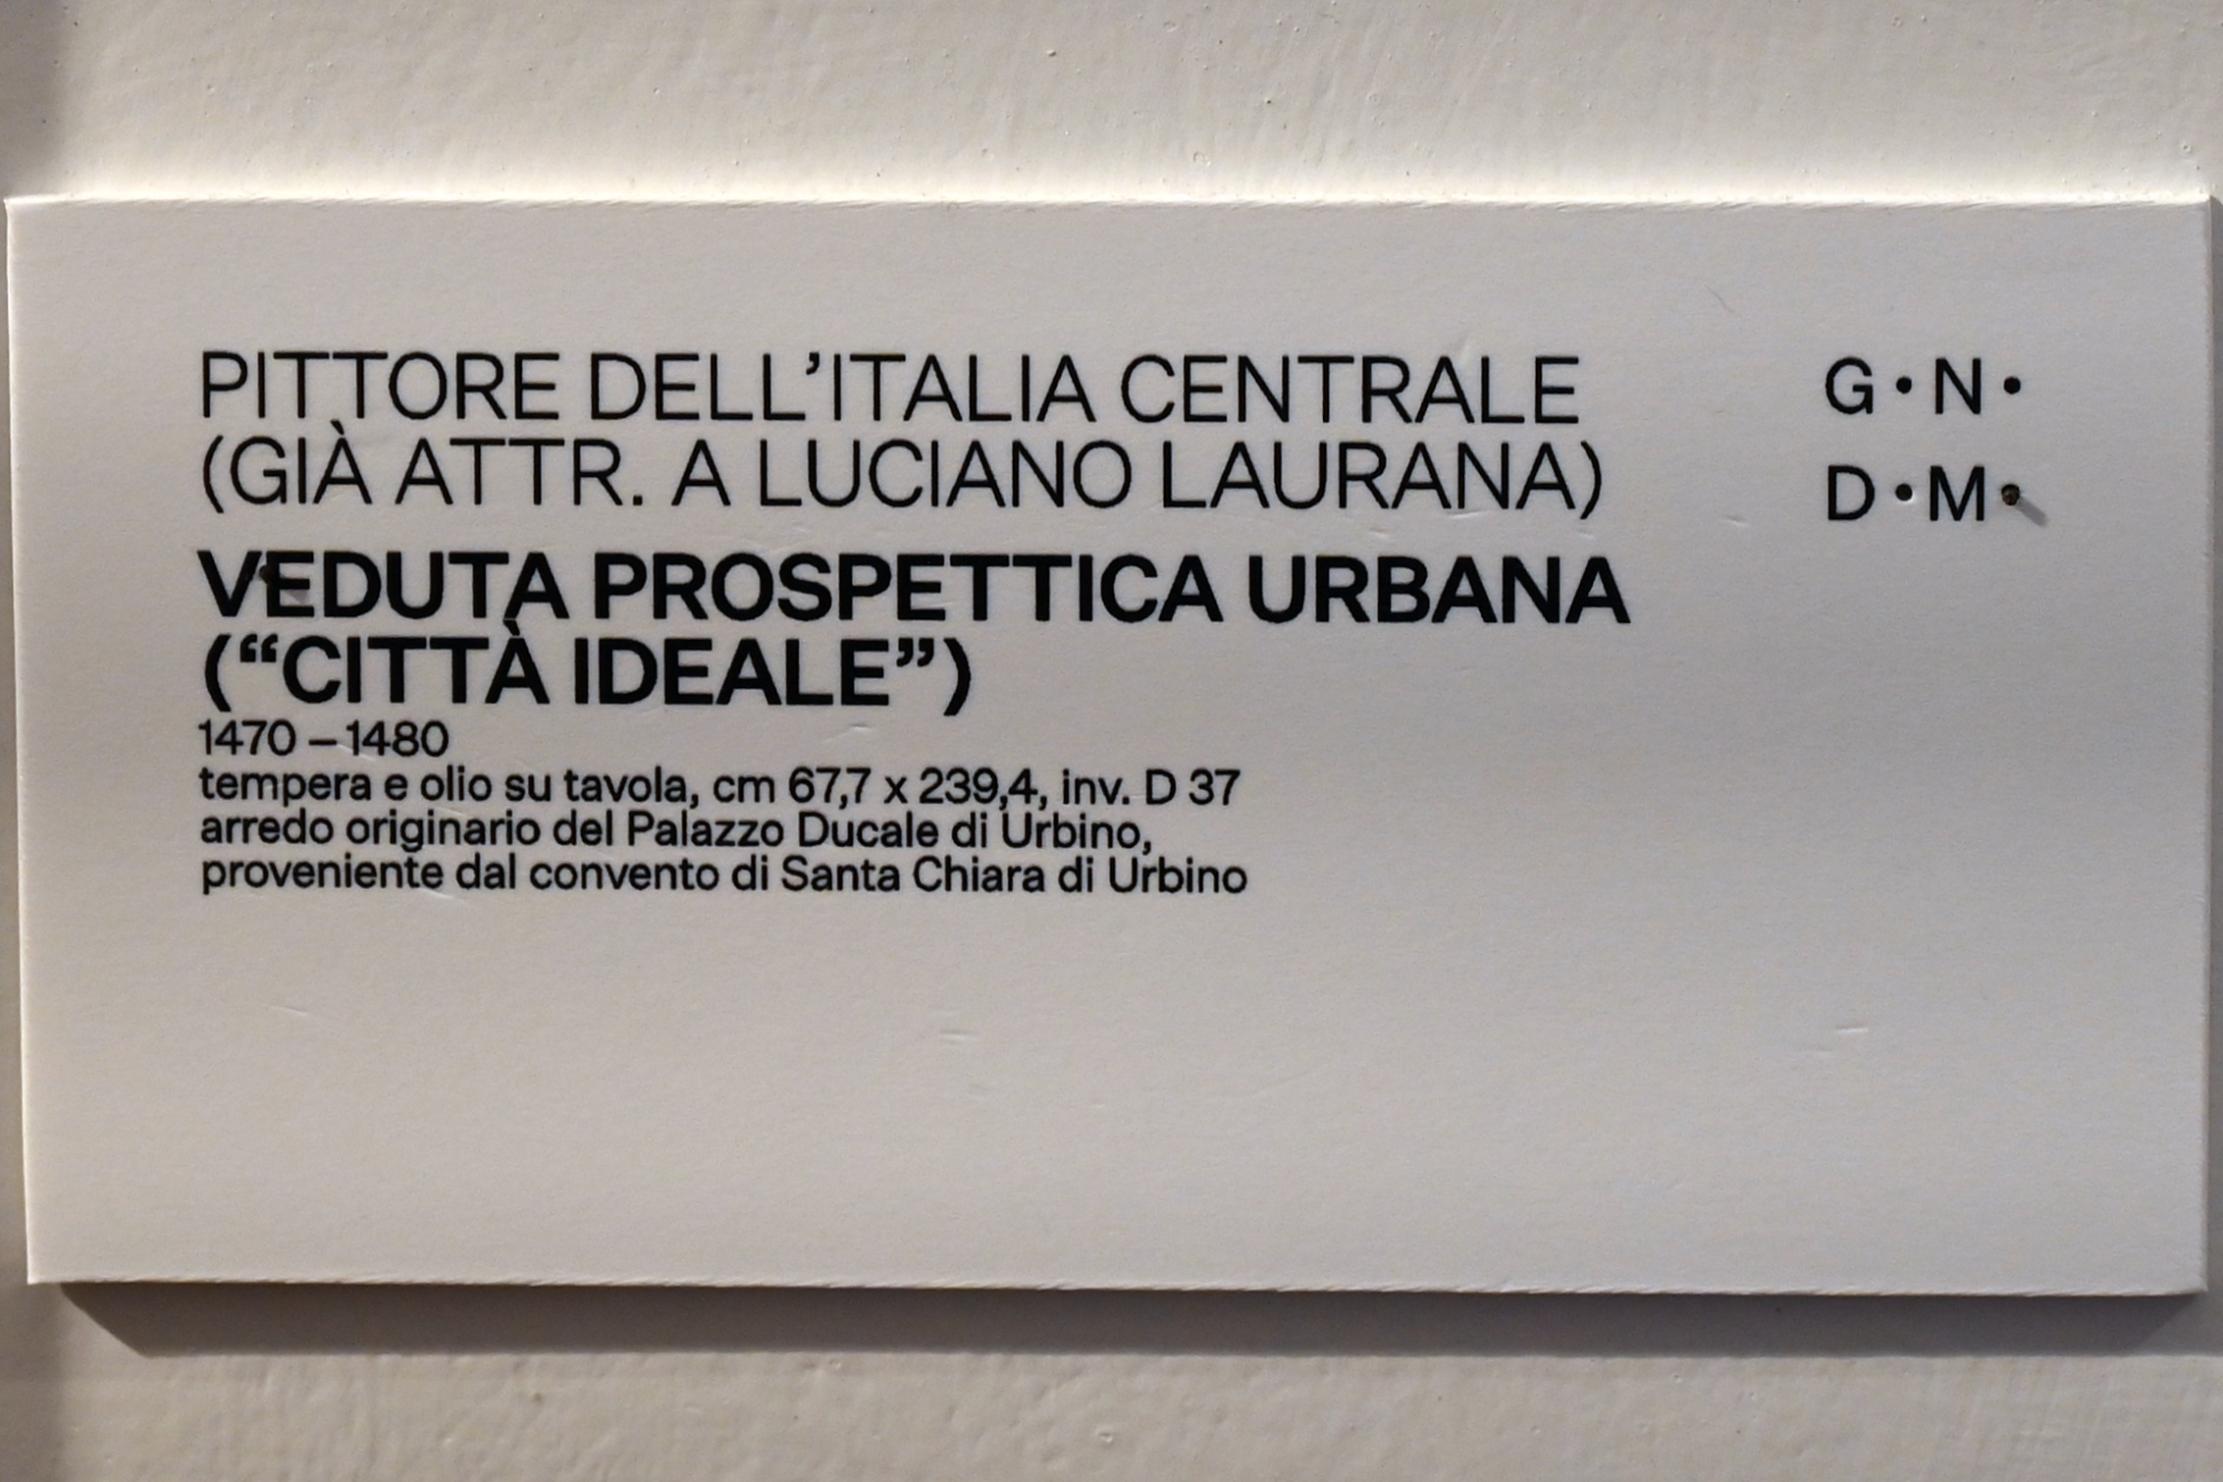 PITTORE DELL’ITALIA CENTRALE
(GIÀ ATTR. A LUCIANO LAURANA)
VEDUTA PROSPETTICA URBANA
(“CITTÀ IDEALE”)
1470 – 1480
tempera e olio su tavola, cm 67,7 x 239,4, inv. D 37
arredo originario del Palazzo Ducale di Urbino,
proveniente dal convento di Santa Chiara di Urbino
G • N •
D • M •